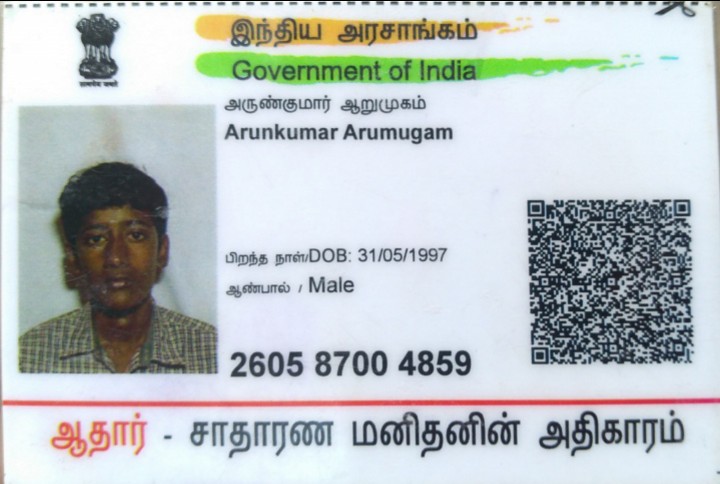 இந்திய அரசாங்கம்
Government of India
அருண்குமார் ஆறுமுகம்
Arunkumar Arumugam
பிறந்த நாள்/DOB: 31/05/1997
ஆண்பால் / Male
2605 8700 4859
ஆதார் - சாதாரண மனிதனின் அதிகாரம்